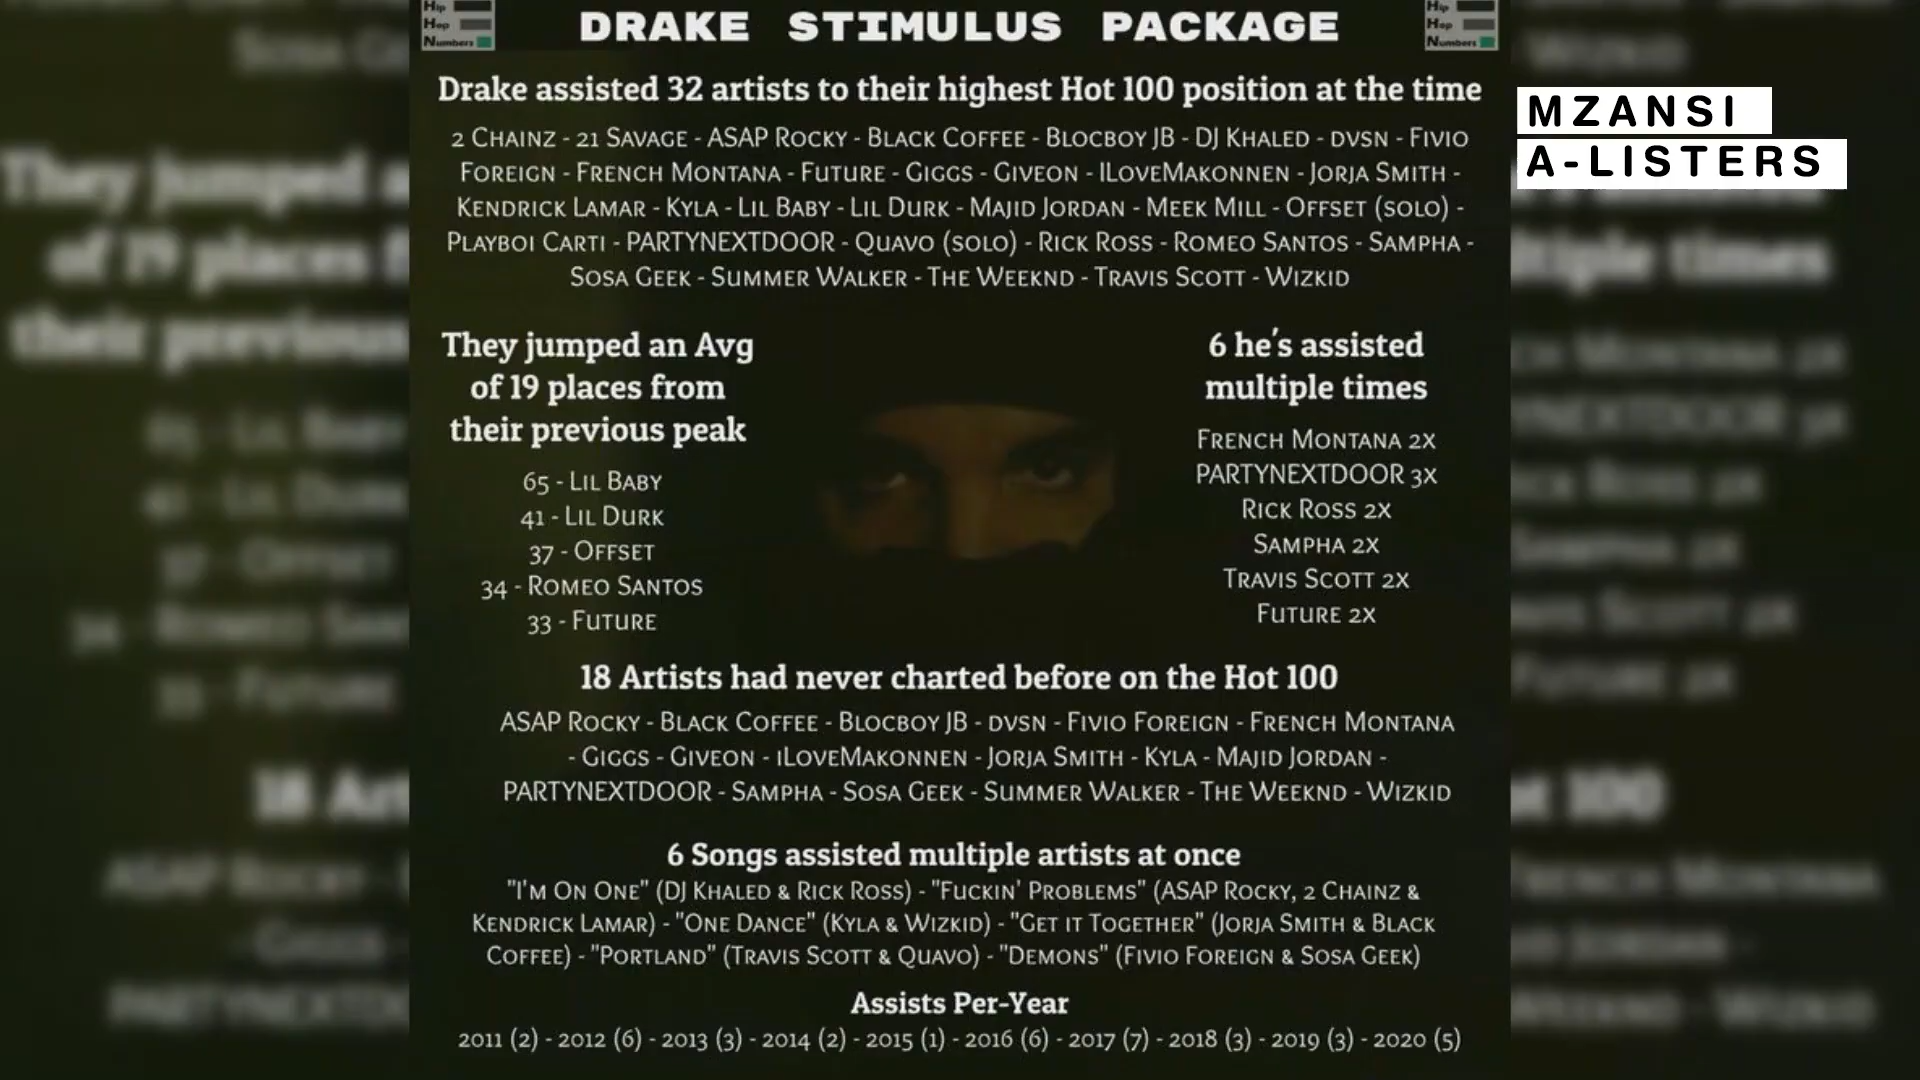 Hip
Hop
Numbers
DRAKE STIMULUS PACKAGE
Hip
Hop
Numbers
MZANSI
A-LISTERS
Drake assisted 32 artists to their highest Hot 100 position at the time
2 Chainz - 21 Savage - ASAP Rocky - Black Coffee - Blocboy JB - DJ Khaled - dvsn - Fivio
Foreign - French Montana - Future - Giggs - Giveon - ILoveMakonnen - Jorja Smith -
Kendrick Lamar - Kyla - Lil Baby - Lil Durk - Majid Jordan - Meek Mill - Offset (solo) -
Playboi Carti - PARTYNEXTDOOR - Quavo (solo) - Rick Ross - Romeo Santos - Sampha -
Sosa Geek - Summer Walker - The Weeknd - Travis Scott - Wizkid
They jumped an Avg
of 19 places from
their previous peak
65 - Lil Baby
41 - Lil Durk
37 - Offset
34 - Romeo Santos
33 - Future
6 he's assisted
multiple times
French Montana 2x
PARTYNEXTDOOR 3x
Rick Ross 2x
Sampha 2x
Travis Scott 2x
Future 2x
18 Artists had never charted before on the Hot 100
ASAP Rocky - Black Coffee - Blocboy JB - dvsn - Fivio Foreign - French Montana
- Giggs - Giveon - iLoveMakonnen - Jorja Smith - Kyla - Majid Jordan -
PARTYNEXTDOOR - Sampha - Sosa Geek - Summer Walker - The Weeknd - Wizkid
6 Songs assisted multiple artists at once
"I'm On One" (DJ Khaled & Rick Ross) - "Fuckin' Problems" (ASAP Rocky, 2 Chainz &
Kendrick Lamar) - "One Dance" (Kyla & Wizkid) - "Get it Together" (Jorja Smith & Black
Coffee) - "Portland" (Travis Scott & Quavo) - "Demons" (Fivio Foreign & Sosa Geek)
Assists Per-Year
2011 (2) - 2012 (6) - 2013 (3) - 2014 (2) - 2015 (1) - 2016 (6) - 2017 (7) - 2018 (3) - 2019 (3) - 2020 (5)